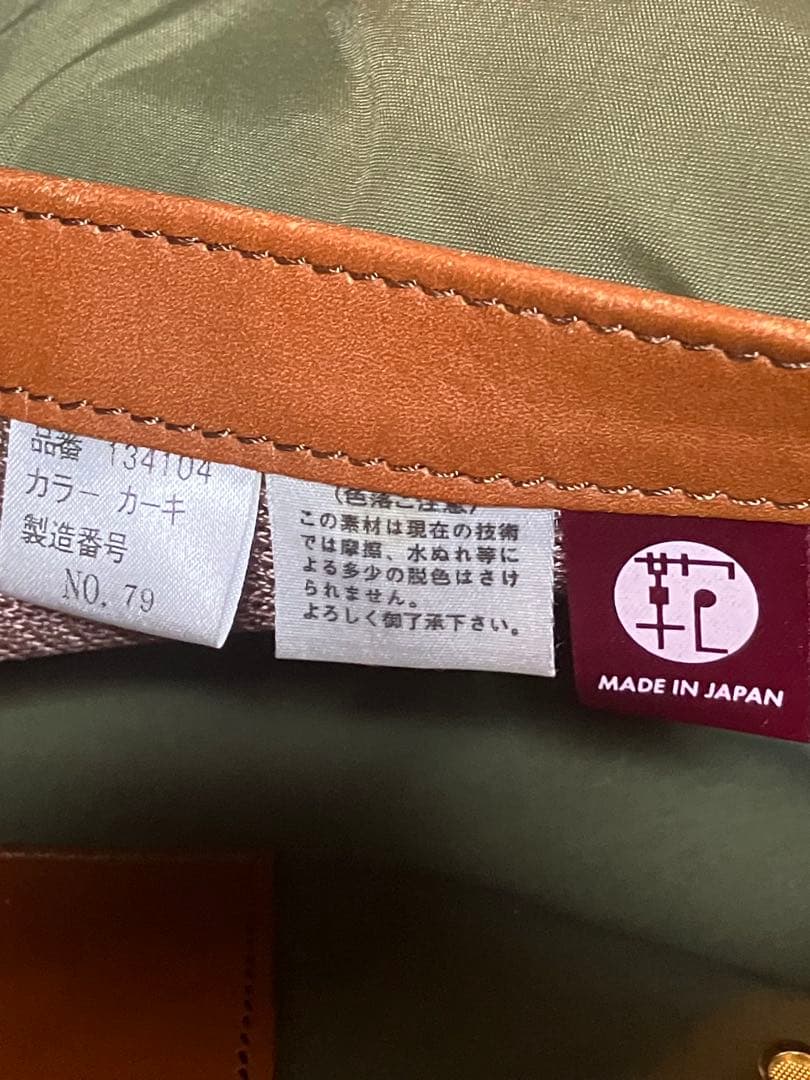 品番 134104
カラー カーキ
製造番号
NO. 79
(色落ご注意)
この素材は現在の技術
では摩擦、水ぬれ等に
よる多少の脱色はさけ
られません。
よろしく御了承下さい。
MADE IN JAPAN